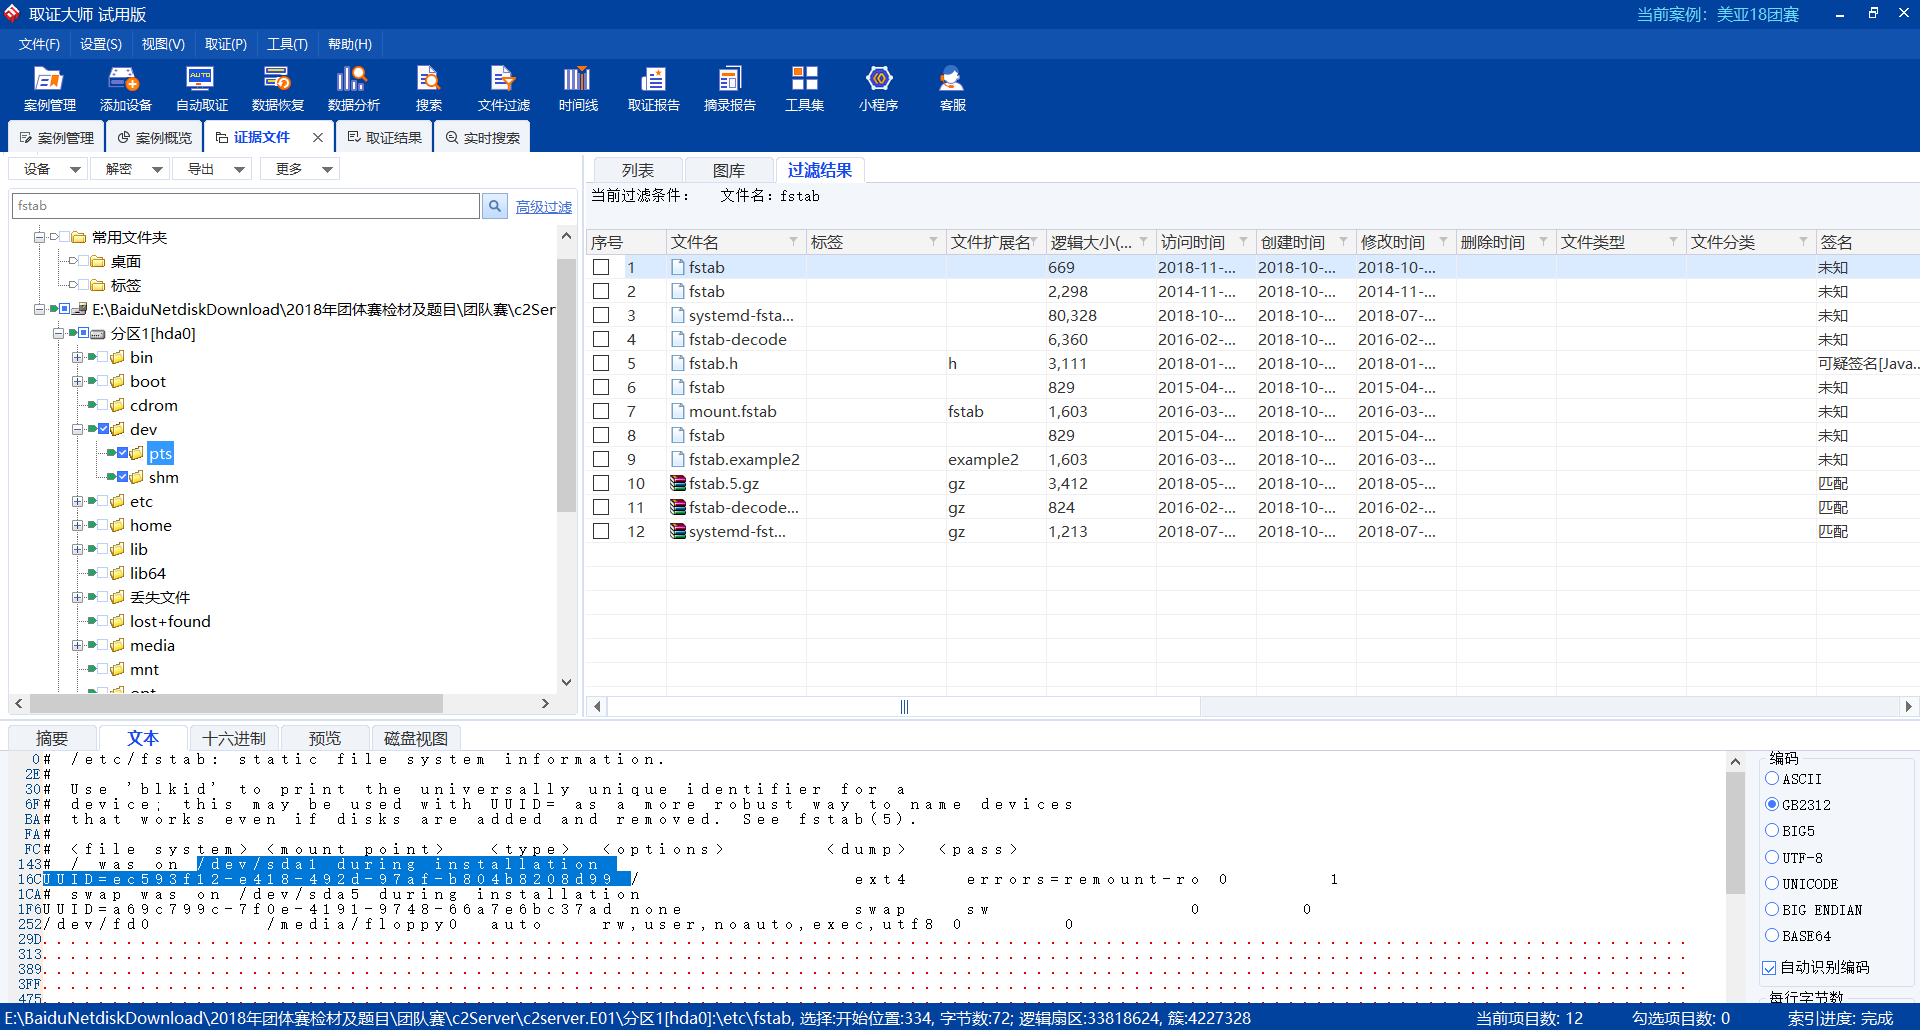 取证大师 试用版
当前案例: 美亚18团赛
文件(F) 设置(S) 视图(V) 取证(P) 工具(T) 帮助(H)
案例管理 添加设备 自动取证 数据恢复 数据分析 搜索 文件过滤 时间线 取证报告 摘录报告 工具集 小程序 客服
案例管理 案例概览 证据文件 取证结果 实时搜索
设备 解密 导出 更多
fstab 高级过滤
常用文件夹
桌面
标签
E:\BaiduNetdiskDownload\2018年团体赛检材及题目\团队赛\c2Ser
分区1[hda0]
bin
boot
cdrom
dev
pts
shm
etc
home
lib
lib64
丢失文件
lost+found
media
mnt
列表 图库 过滤结果
当前过滤条件: 文件名: fstab
序号 文件名 标签 文件扩展名 逻辑大小(... 访问时间 创建时间 修改时间 删除时间 文件类型 文件分类 签名
1 fstab 669 2018-11-... 2018-10-... 2018-10-... 未知
2 fstab 2,298 2014-11-... 2018-10-... 2014-11-... 未知
3 systemd-fsta... 80,328 2018-10-... 2018-10-... 2018-07-... 未知
4 fstab-decode 6,360 2016-02-... 2018-10-... 2016-02-... 未知
5 fstab.h h 3,111 2018-01-... 2018-10-... 2018-01-... 可疑签名[Java...
6 fstab 829 2015-04-... 2018-10-... 2015-04-... 未知
7 mount.fstab fstab 1,603 2016-03-... 2018-10-... 2016-03-... 未知
8 fstab 829 2015-04-... 2018-10-... 2015-04-... 未知
9 fstab.example2 example2 1,603 2016-03-... 2018-10-... 2016-03-... 未知
10 fstab.5.gz gz 3,412 2018-05-... 2018-10-... 2018-05-... 匹配
11 fstab-decode... gz 824 2016-02-... 2018-10-... 2016-02-... 匹配
12 systemd-fst... gz 1,213 2018-07-... 2018-10-... 2018-07-... 匹配
摘要 文本 十六进制 预览 磁盘视图
0 # /etc/fstab: static file system information.
2E #
30 # Use 'blkid' to print the universally unique identifier for a
6F # device; this may be used with UUID= as a more robust way to name devices
BA # that works even if disks are added and removed. See fstab(5).
FA #
FC # <file system> <mount point> <type> <options> <dump> <pass>
143 # / was on /dev/sda1 during installation
16C UUID=ec593f12-e418-492d-97af-b804b8208d99 / ext4 errors=remount-ro 0 1
1CA # swap was on /dev/sda5 during installation
1F6 UUID=a69c799c-7f0e-4191-9748-66a7e6bc37ad none swap sw 0 0
252 /dev/fd0 /media/floppy0 auto rw,user,noauto,exec,utf8 0 0
29D
313
389
3FF
475
编码
ASCII
GB2312
BIG5
UTF-8
UNICODE
BIG ENDIAN
BASE64
自动识别编码
每行字节数
E:\BaiduNetdiskDownload\2018年团体赛检材及题目\团队赛\c2Server\c2server.E01\分区1[hda0]:\etc\fstab, 选择:开始位置:334, 字节数:72; 逻辑扇区:33818624, 簇:4227328 当前项目数: 12 勾选项目数: 0 索引进度: 完成